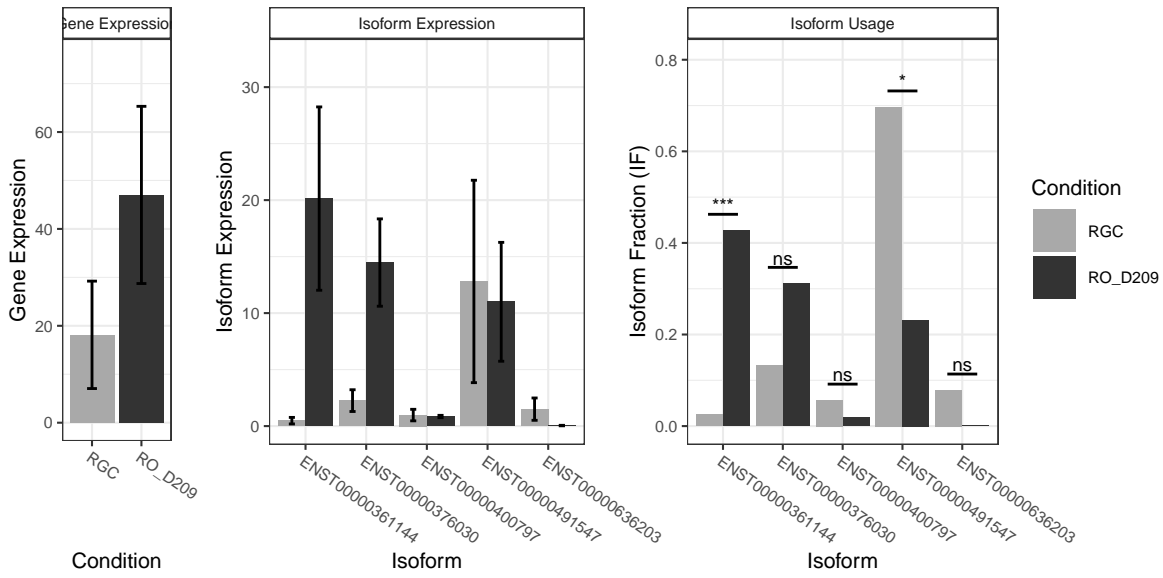 Gene Expression
Isoform Expression
Isoform Usage
Gene Expression
0
20
40
60
RGC
RO_D209
Condition
Isoform Expression
0
10
20
30
ENST00000361144
ENST00000376030
ENST00000400797
ENST00000491547
ENST00000636203
Isoform
Isoform Fraction (IF)
0.0
0.2
0.4
0.6
0.8
***
ns
ns
*
ns
ENST00000361144
ENST00000376030
ENST00000400797
ENST00000491547
ENST00000636203
Isoform
Condition
RGC
RO_D209